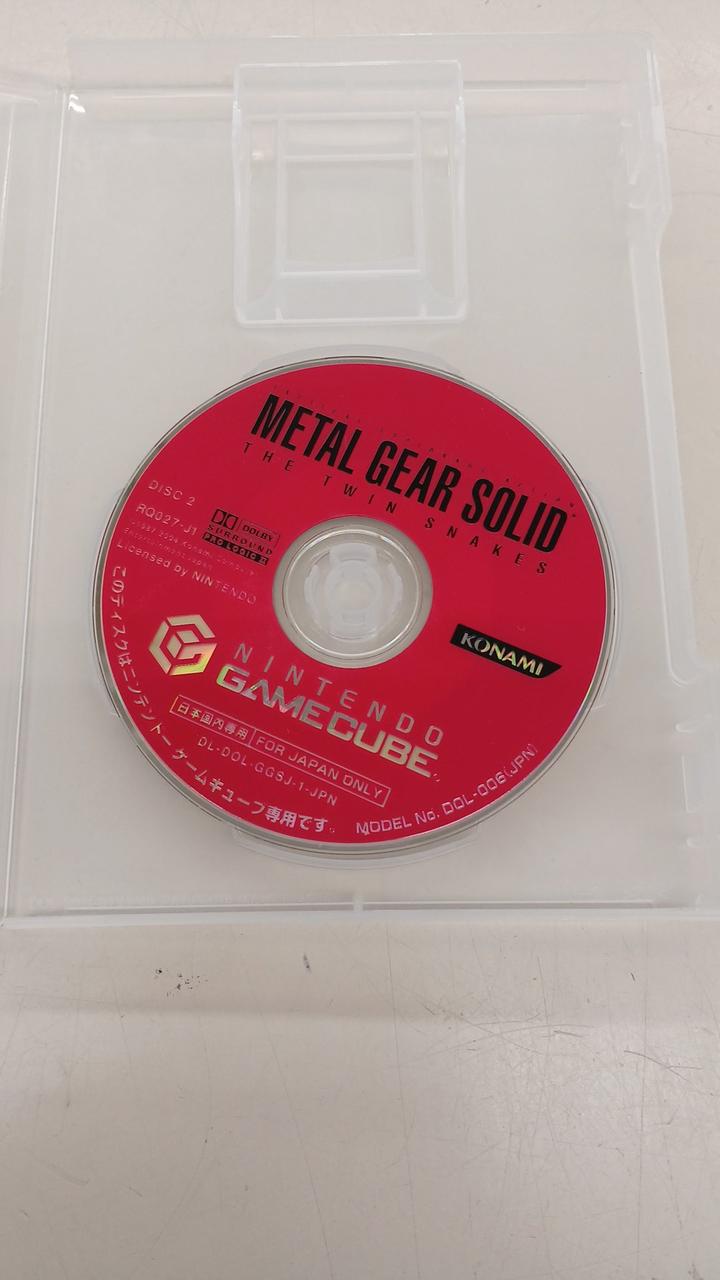 TACTICAL ESPIONAGE ACTION
METAL GEAR SOLID
THE TWIN SNAKES
DISC 2
RQ027-J1
DOLBY
SURROUND
PRO LOGIC II
Licensed by NINTENDO
KONAMI
NINTENDO
GAMECUBE
日本国内専用 FOR JAPAN ONLY
DL-DOL-GGSJ-1-JPN
このディスクはニンテンドーゲームキューブ専用です。
MODEL No. DOL-006(JPN)